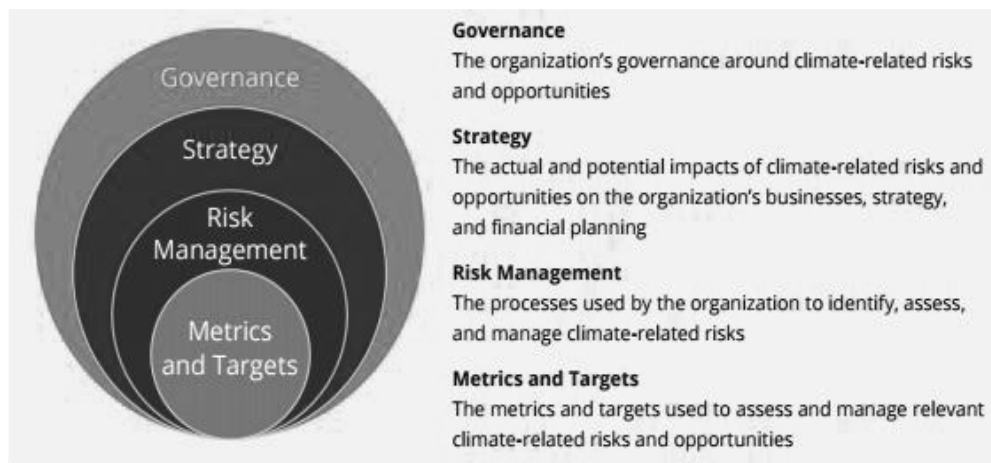 Governance
Strategy
Risk
Management
Metrics
and Targets
Governance
The organization's governance around climate-related risks
and opportunities
Strategy
The actual and potential impacts of climate-related risks and
opportunities on the organization's businesses, strategy,
and financial planning
Risk Management
The processes used by the organization to identify, assess,
and manage climate-related risks
Metrics and Targets
The metrics and targets used to assess and manage relevant
climate-related risks and opportunities